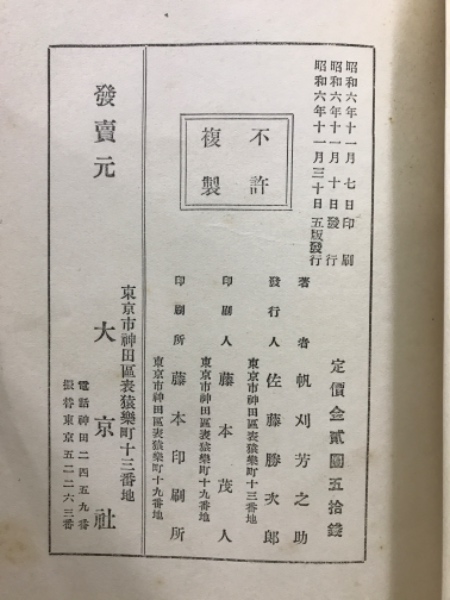 昭和六年十一月七日印刷
昭和六年十一月十日發行
昭和六年十一月三十日五版發行
不許
複製
定價金貳圓五拾錢
著者 帆刈芳之助
發行人 佐藤勝次郎
東京市神田區表猿樂町十三番地
印刷人 藤本茂人
東京市神田區表猿樂町十九番地
印刷所 藤本印刷所
東京市神田區表猿樂町十九番地
發賣元
東京市神田區表猿樂町十三番地
大京社
電話神田二四五九番
振替東京五二二六三番